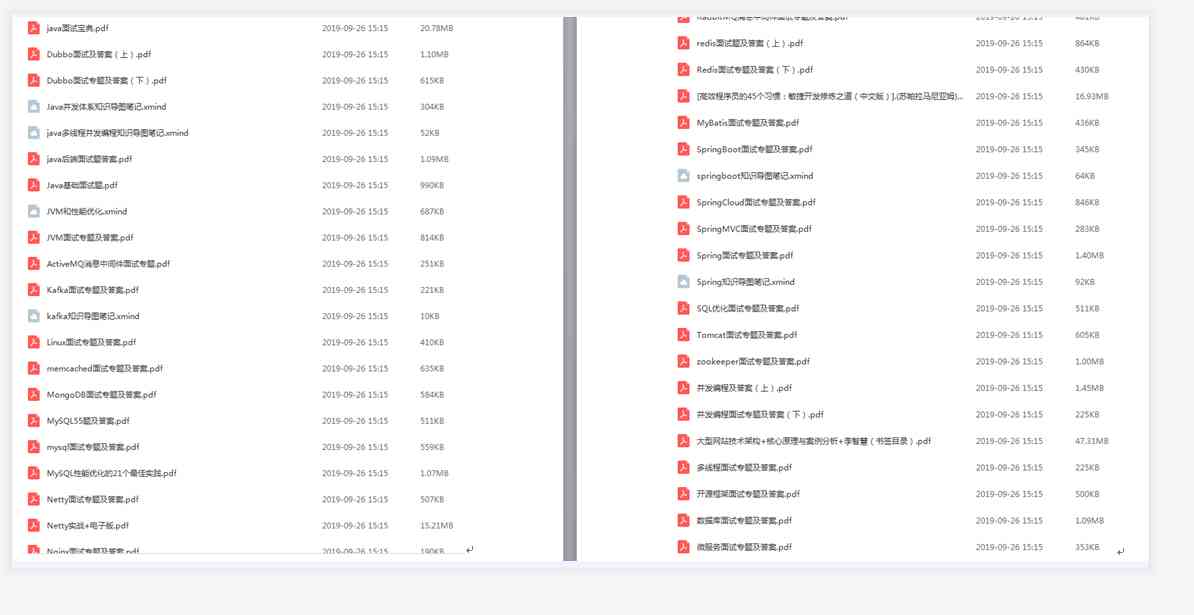 java面试宝典.pdf 2019-09-26 15:15 20.78MB
Dubbo面试及答案（上）.pdf 2019-09-26 15:15 1.10MB
Dubbo面试专题及答案（下）.pdf 2019-09-26 15:15 615KB
Java并发体系知识导图笔记.xmind 2019-09-26 15:15 304KB
java多线程并发编程知识导图笔记.xmind 2019-09-26 15:15 52KB
java后端面试题答案.pdf 2019-09-26 15:15 1.09MB
Java基础面试题.pdf 2019-09-26 15:15 990KB
JVM和性能优化.xmind 2019-09-26 15:15 687KB
JVM面试专题及答案.pdf 2019-09-26 15:15 814KB
ActiveMQ消息中间件面试专题.pdf 2019-09-26 15:15 251KB
Kafka面试专题及答案.pdf 2019-09-26 15:15 221KB
kafka知识导图笔记.xmind 2019-09-26 15:15 10KB
Linux面试专题及答案.pdf 2019-09-26 15:15 410KB
memcached面试专题及答案.pdf 2019-09-26 15:15 635KB
MongoDB面试专题及答案.pdf 2019-09-26 15:15 584KB
MySQL55题及答案.pdf 2019-09-26 15:15 511KB
mysql面试专题及答案.pdf 2019-09-26 15:15 559KB
MySQL性能优化的21个最佳实践.pdf 2019-09-26 15:15 1.07MB
Netty面试专题及答案.pdf 2019-09-26 15:15 507KB
Netty实战+电子版.pdf 2019-09-26 15:15 15.21MB
Nginx面试专题及答案.pdf 2019-09-26 15:15 190KB
RabbitMQ消息中间件面试专题及答案.pdf 2019-09-26 15:15
redis面试题及答案（上）.pdf 2019-09-26 15:15 864KB
Redis面试专题及答案（下）.pdf 2019-09-26 15:15 430KB
[高效程序员的45个习惯：敏捷开发修炼之道（中文版）].(苏帕拉马尼亚姆)... 2019-09-26 15:15 16.93MB
MyBatis面试专题及答案.pdf 2019-09-26 15:15 436KB
SpringBoot面试专题及答案.pdf 2019-09-26 15:15 345KB
springboot知识导图笔记.xmind 2019-09-26 15:15 64KB
SpringCloud面试专题及答案.pdf 2019-09-26 15:15 846KB
SpringMVC面试专题及答案.pdf 2019-09-26 15:15 283KB
Spring面试专题及答案.pdf 2019-09-26 15:15 1.40MB
Spring知识导图笔记.xmind 2019-09-26 15:15 92KB
SQL优化面试专题及答案.pdf 2019-09-26 15:15 511KB
Tomcat面试专题及答案.pdf 2019-09-26 15:15 605KB
zookeeper面试专题及答案.pdf 2019-09-26 15:15 1.00MB
并发编程及答案（上）.pdf 2019-09-26 15:15 1.45MB
并发编程面试专题及答案（下）.pdf 2019-09-26 15:15 225KB
大型网站技术架构+核心原理与案例分析+李智慧（书签目录）.pdf 2019-09-26 15:15 47.31MB
多线程面试专题及答案.pdf 2019-09-26 15:15 225KB
开源框架面试专题及答案.pdf 2019-09-26 15:15 500KB
数据库面试专题及答案.pdf 2019-09-26 15:15 1.09MB
微服务面试专题及答案.pdf 2019-09-26 15:15 353KB